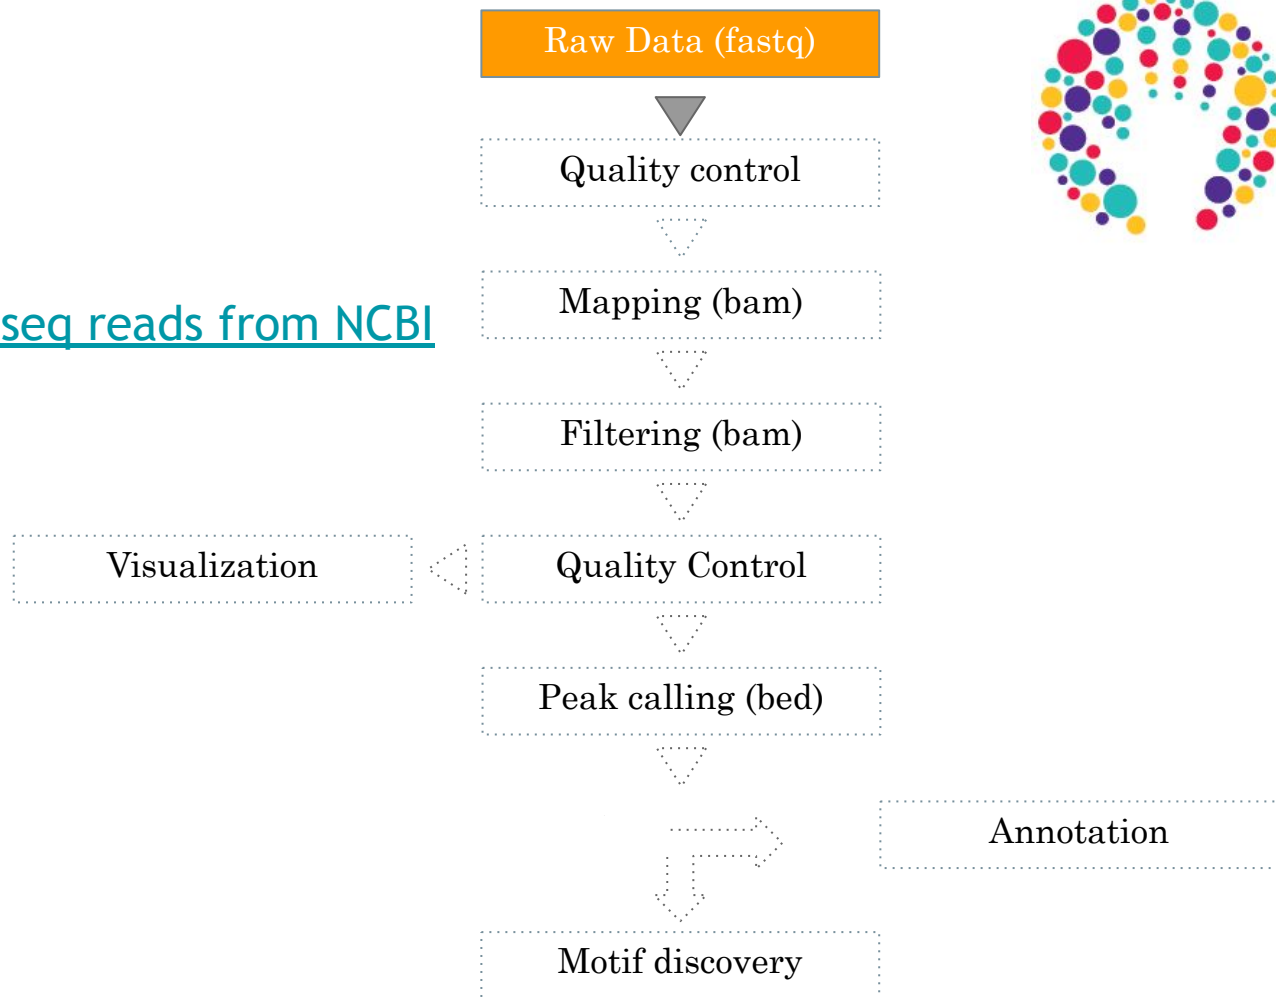 Raw Data (fastq)
Quality control
Mapping (bam)
seq reads from NCBI
Filtering (bam)
Visualization
Quality Control
Peak calling (bed)
Annotation
Motif discovery